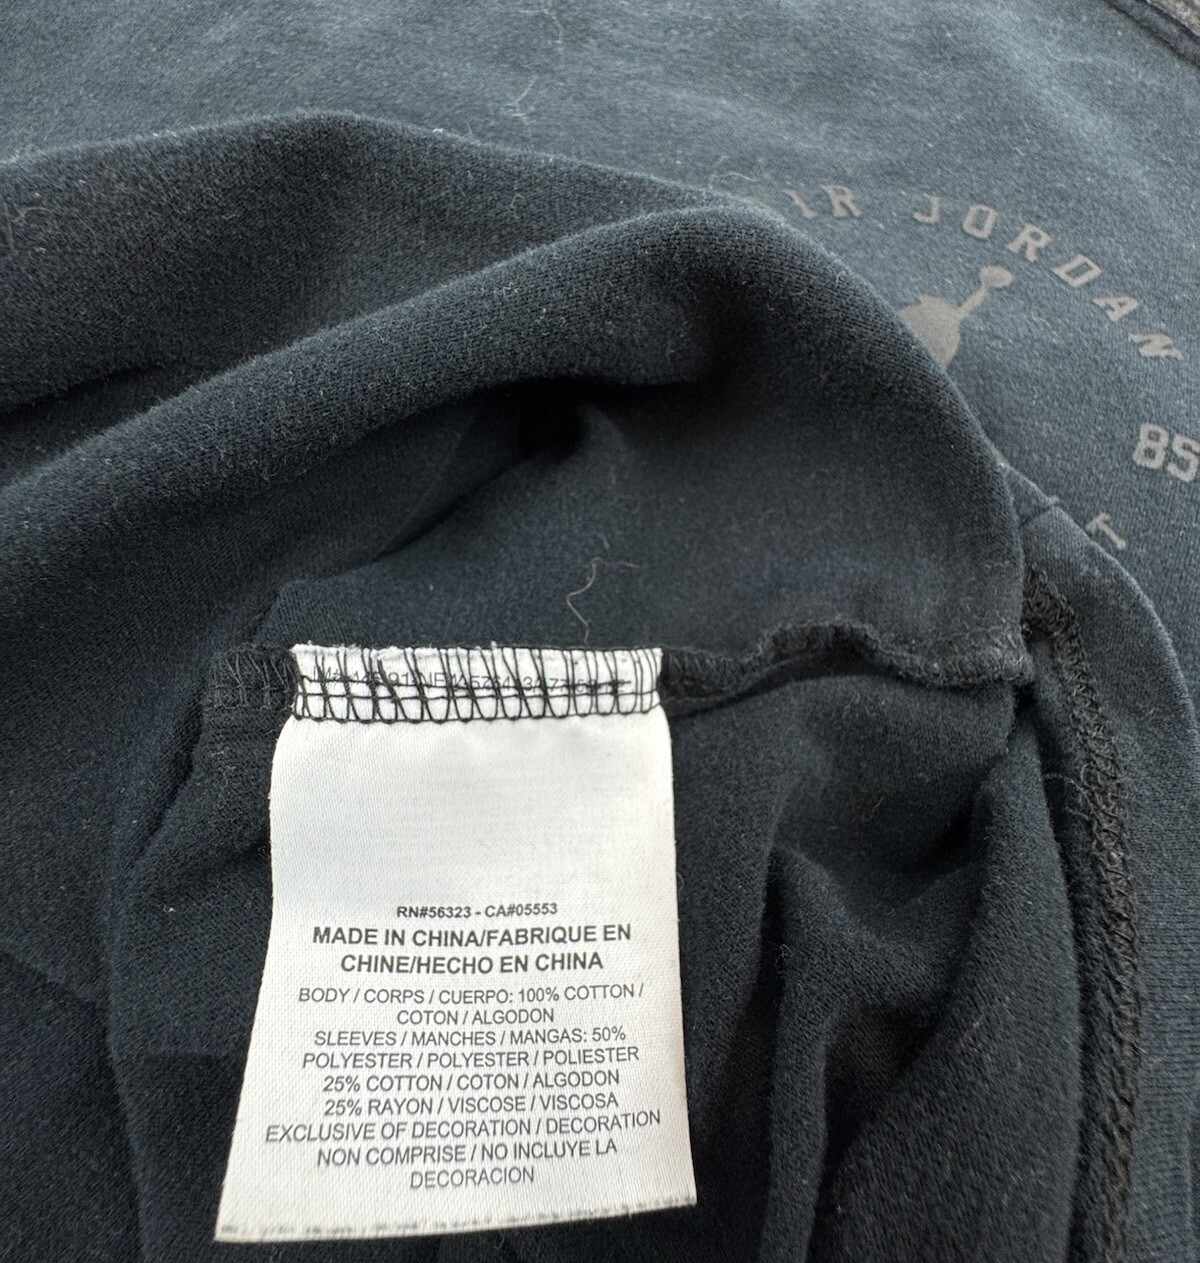 AIR JORDAN
85
RN#56323 - CA#05553
MADE IN CHINA/FABRIQUE EN
CHINE/HECHO EN CHINA
BODY / CORPS / CUERPO: 100% COTTON /
COTON / ALGODON
SLEEVES / MANCHES / MANGAS: 50%
POLYESTER / POLYESTER / POLIESTER
25% COTTON / COTON / ALGODON
25% RAYON / VISCOSE / VISCOSA
EXCLUSIVE OF DECORATION / DECORATION
NON COMPRISE / NO INCLUYE LA
DECORACION